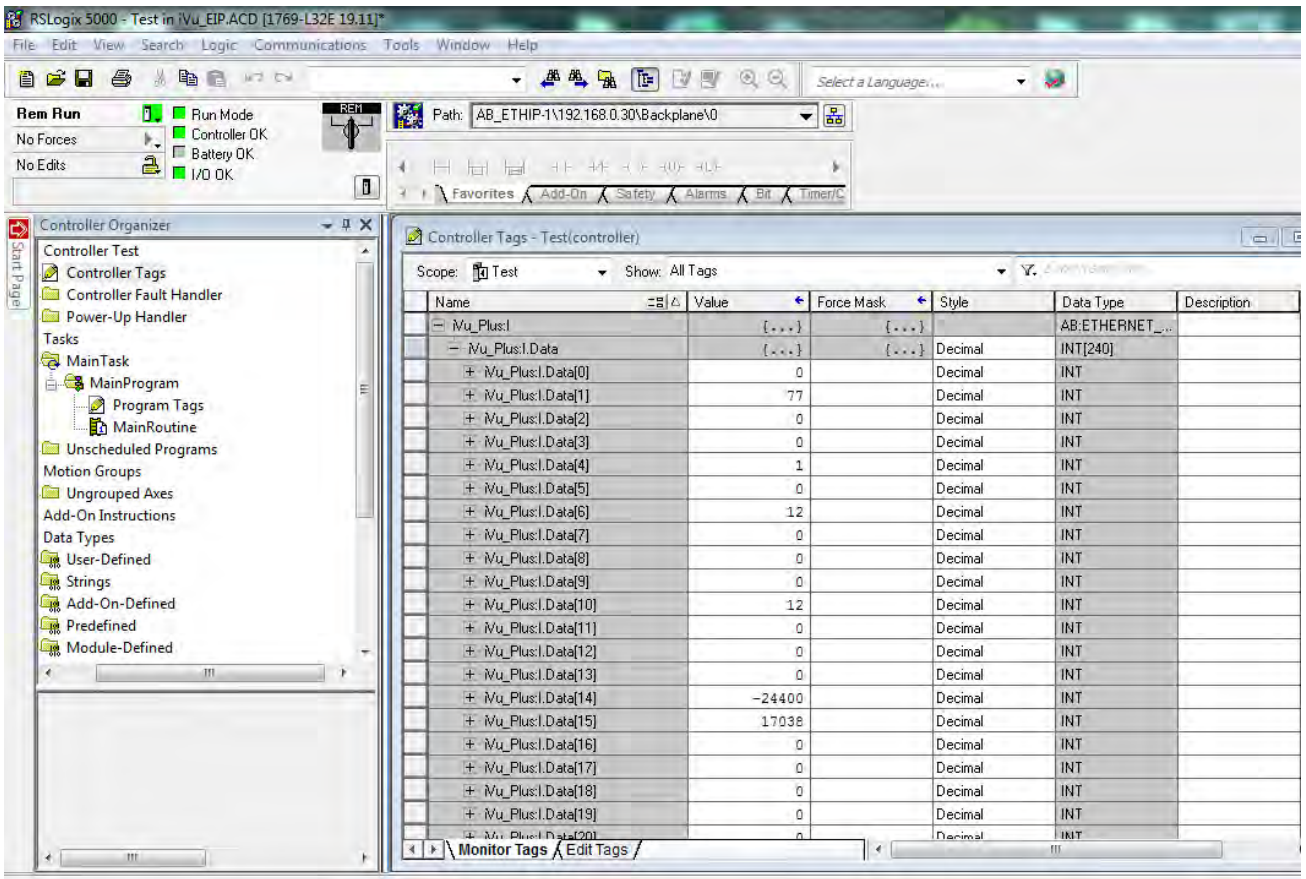 RSLogix 5000 - Test in iVu_EIP.ACD [1769-L32E 19.11]*
File Edit View Search Logic Communications Tools Window Help
Select a Language...
Rem Run
Run Mode
REM
Path: AB_ETHIP-1\192.168.0.30\Backplane\0
No Forces
Controller OK
Battery OK
No Edits
I/O OK
Favorites Add-On Safety Alarms Bit Timer/C
Start Page
Controller Organizer
Controller Test
Controller Tags
Controller Fault Handler
Power-Up Handler
Tasks
MainTask
MainProgram
Program Tags
MainRoutine
Unscheduled Programs
Motion Groups
Ungrouped Axes
Add-On Instructions
Data Types
User-Defined
Strings
Add-On-Defined
Predefined
Module-Defined
Controller Tags - Test(controller)
Scope: Test Show: All Tags
Name Value Force Mask Style Data Type Description
iVu_Plus:I {...} {...} AB:ETHERNET_...
iVu_Plus:I.Data {...} {...} Decimal INT[240]
iVu_Plus:I.Data[0] 0 Decimal INT
iVu_Plus:I.Data[1] 77 Decimal INT
iVu_Plus:I.Data[2] 0 Decimal INT
iVu_Plus:I.Data[3] 0 Decimal INT
iVu_Plus:I.Data[4] 1 Decimal INT
iVu_Plus:I.Data[5] 0 Decimal INT
iVu_Plus:I.Data[6] 12 Decimal INT
iVu_Plus:I.Data[7] 0 Decimal INT
iVu_Plus:I.Data[8] 0 Decimal INT
iVu_Plus:I.Data[9] 0 Decimal INT
iVu_Plus:I.Data[10] 12 Decimal INT
iVu_Plus:I.Data[11] 0 Decimal INT
iVu_Plus:I.Data[12] 0 Decimal INT
iVu_Plus:I.Data[13] 0 Decimal INT
iVu_Plus:I.Data[14] -24400 Decimal INT
iVu_Plus:I.Data[15] 17038 Decimal INT
iVu_Plus:I.Data[16] 0 Decimal INT
iVu_Plus:I.Data[17] 0 Decimal INT
iVu_Plus:I.Data[18] 0 Decimal INT
iVu_Plus:I.Data[19] 0 Decimal INT
iVu_Plus:I.Data[20] 0 Decimal INT
Monitor Tags Edit Tags